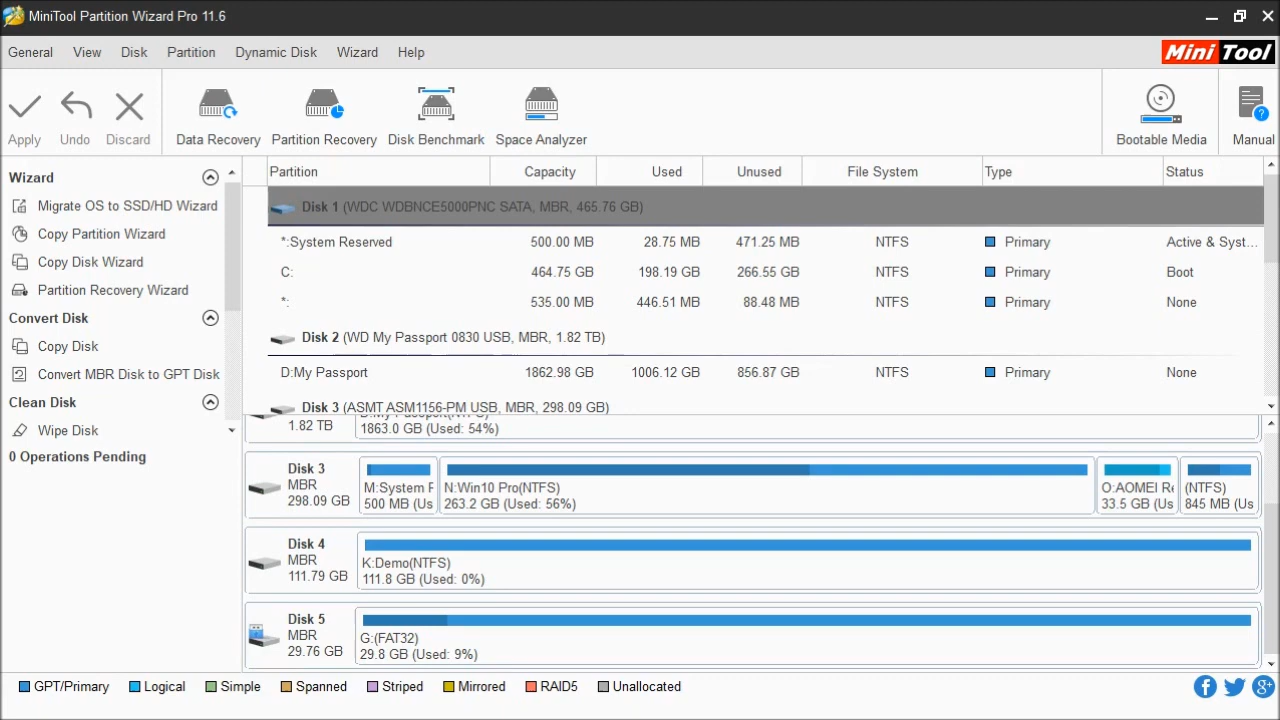 MiniTool Partition Wizard Pro 11.6
General View Disk Partition Dynamic Disk Wizard Help
Mini Tool
Apply Undo Discard Data Recovery Partition Recovery Disk Benchmark Space Analyzer Bootable Media Manual
Wizard
Migrate OS to SSD/HD Wizard
Copy Partition Wizard
Copy Disk Wizard
Partition Recovery Wizard
Convert Disk
Copy Disk
Convert MBR Disk to GPT Disk
Clean Disk
Wipe Disk
0 Operations Pending
Partition Capacity Used Unused File System Type Status
Disk 1 (WDC WDBNCE5000PNC SATA, MBR, 465.76 GB)
*:System Reserved 500.00 MB 28.75 MB 471.25 MB NTFS Primary Active & Syst...
C: 464.75 GB 198.19 GB 266.55 GB NTFS Primary Boot
*: 535.00 MB 446.51 MB 88.48 MB NTFS Primary None
Disk 2 (WD My Passport 0830 USB, MBR, 1.82 TB)
D:My Passport 1862.98 GB 1006.12 GB 856.87 GB NTFS Primary None
Disk 3 (ASMT ASM1156-PM USB, MBR, 298.09 GB)
D:My Passport(NTFS)
1.82 TB 1863.0 GB (Used: 54%)
Disk 3
MBR
298.09 GB
M:System F
500 MB (Us
N:Win10 Pro(NTFS)
263.2 GB (Used: 56%)
O:AOMEI Re
33.5 GB (Us
(NTFS)
845 MB (Us
Disk 4
MBR
111.79 GB
K:Demo(NTFS)
111.8 GB (Used: 0%)
Disk 5
MBR
29.76 GB
G:(FAT32)
29.8 GB (Used: 9%)
GPT/Primary Logical Simple Spanned Striped Mirrored RAID5 Unallocated